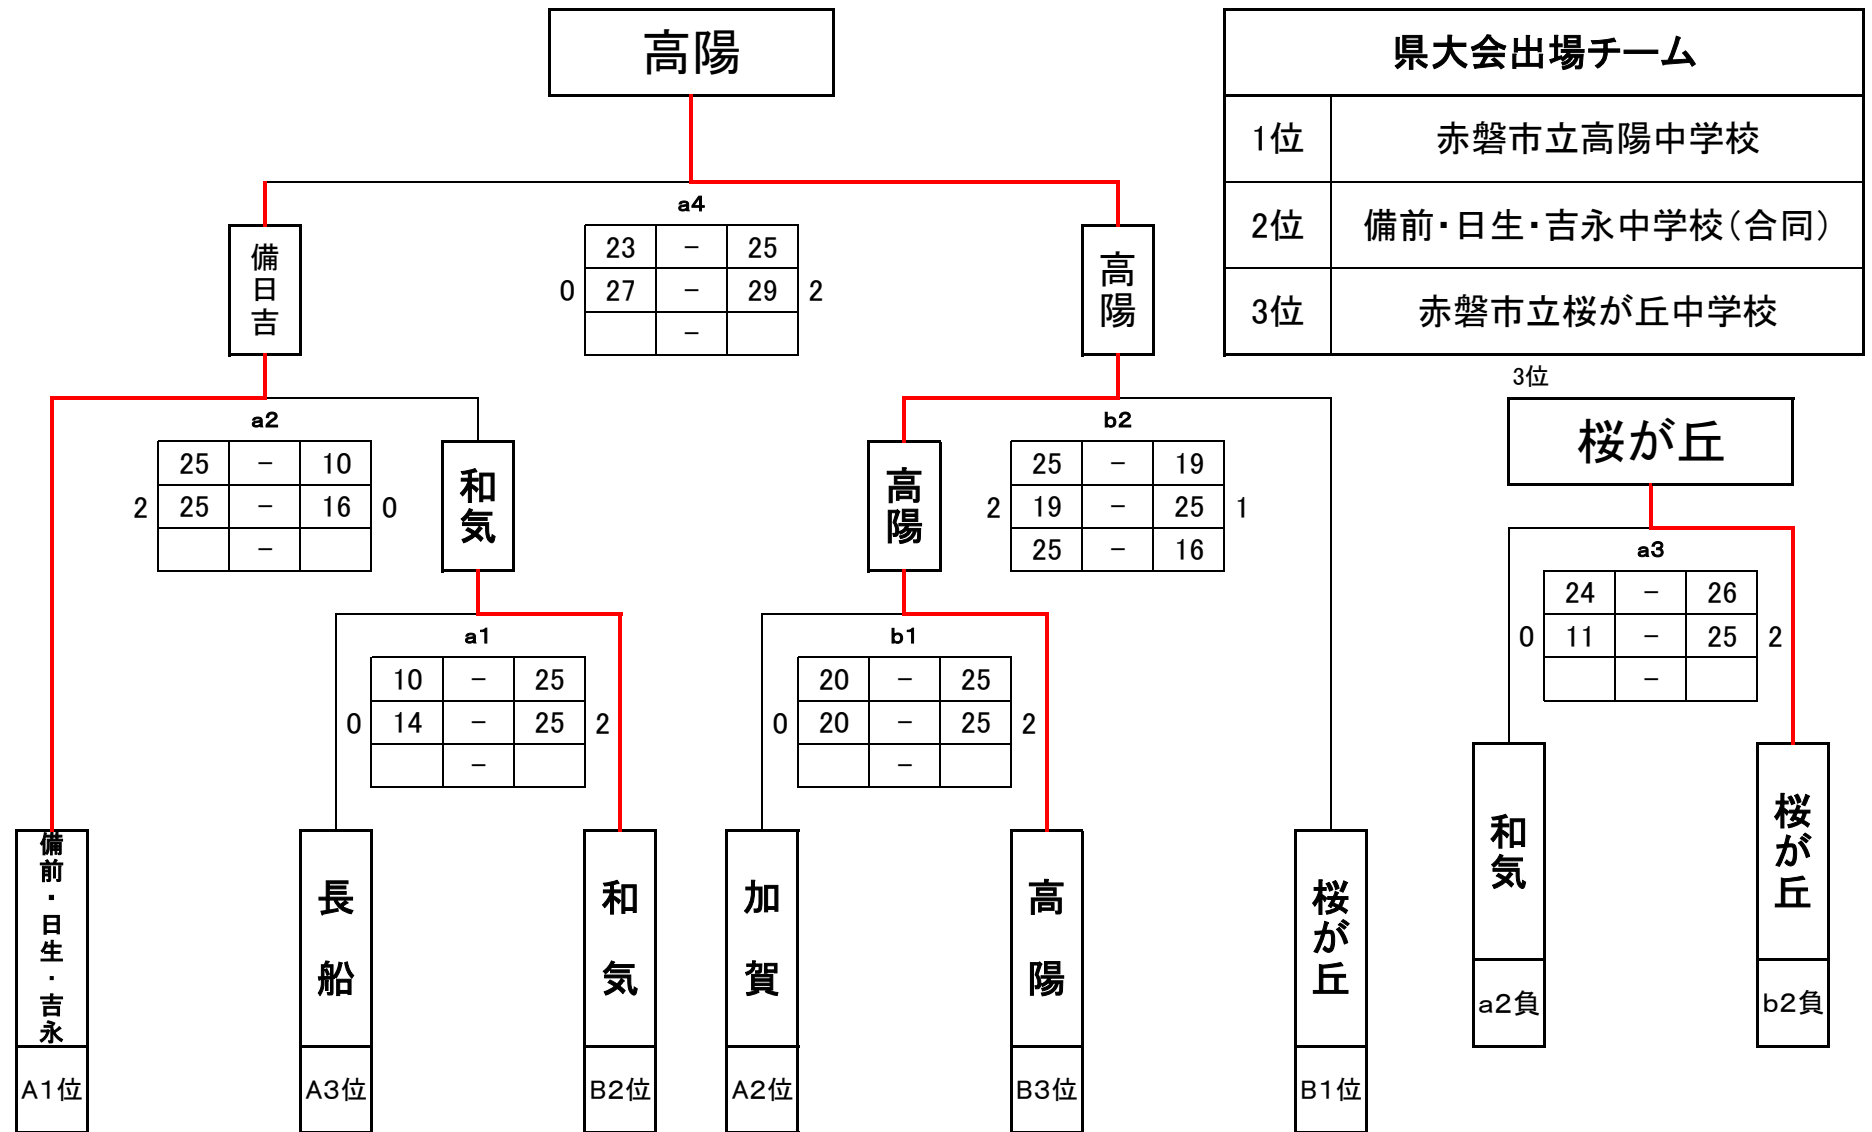 高陽
県大会出場チーム
1位 赤磐市立高陽中学校
2位 備前・日生・吉永中学校（合同）
3位 赤磐市立桜が丘中学校
a4
備日吉
高陽
23 － 25
0 27 － 29 2
－
3位
桜が丘
a2
25 － 10
2 25 － 16 0
－
和気
高陽
b2
25 － 19
2 19 － 25 1
25 － 16
a3
24 － 26
0 11 － 25 2
－
a1
10 － 25
0 14 － 25 2
－
b1
20 － 25
0 20 － 25 2
－
備前・日生・吉永
長船
和気
加賀
高陽
桜が丘
和気
桜が丘
a2負
b2負
A1位
A3位
B2位
A2位
B3位
B1位